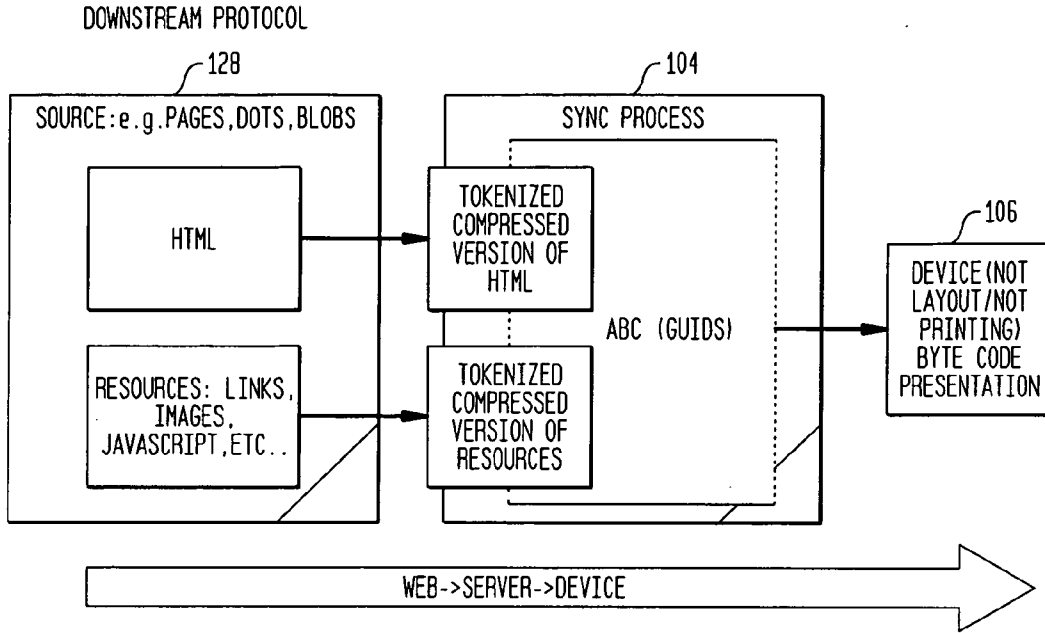 DOWNSTREAM PROTOCOL
128
SOURCE:e.g.PAGES,DOTS,BLOBS
HTML
RESOURCES: LINKS,
IMAGES,
JAVASCRIPT,ETC..
104
SYNC PROCESS
TOKENIZED
COMPRESSED
VERSION OF
HTML
ABC (GUIDS)
TOKENIZED
COMPRESSED
VERSION OF
RESOURCES
106
DEVICE(NOT
LAYOUT/NOT
PRINTING)
BYTE CODE
PRESENTATION
WEB->SERVER->DEVICE